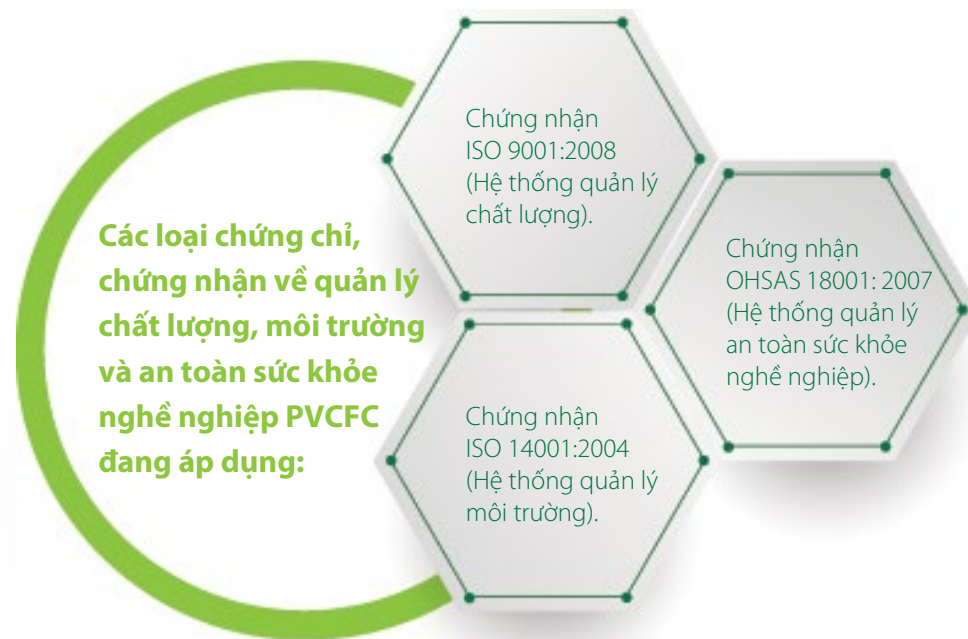 Các loại chứng chỉ,
chứng nhận về quản lý
chất lượng, môi trường
và an toàn sức khỏe
nghề nghiệp PVCFC
đang áp dụng:
Chứng nhận
ISO 9001:2008
(Hệ thống quản lý
chất lượng).
Chứng nhận
OHSAS 18001: 2007
(Hệ thống quản lý
an toàn sức khỏe
nghề nghiệp).
Chứng nhận
ISO 14001:2004
(Hệ thống quản lý
môi trường).